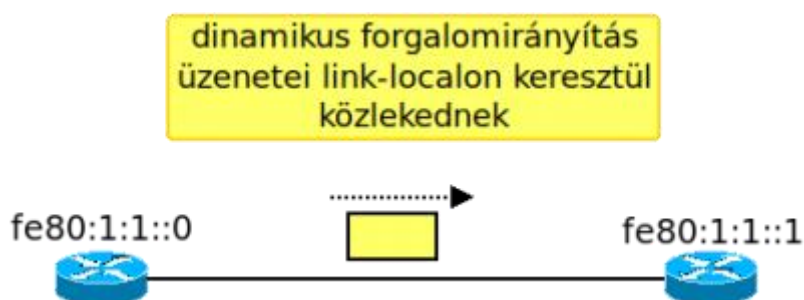 dinamikus forgalomirányítás
üzenetei link-localon keresztül
közlekednek
fe80:1:1::0
fe80:1:1::1